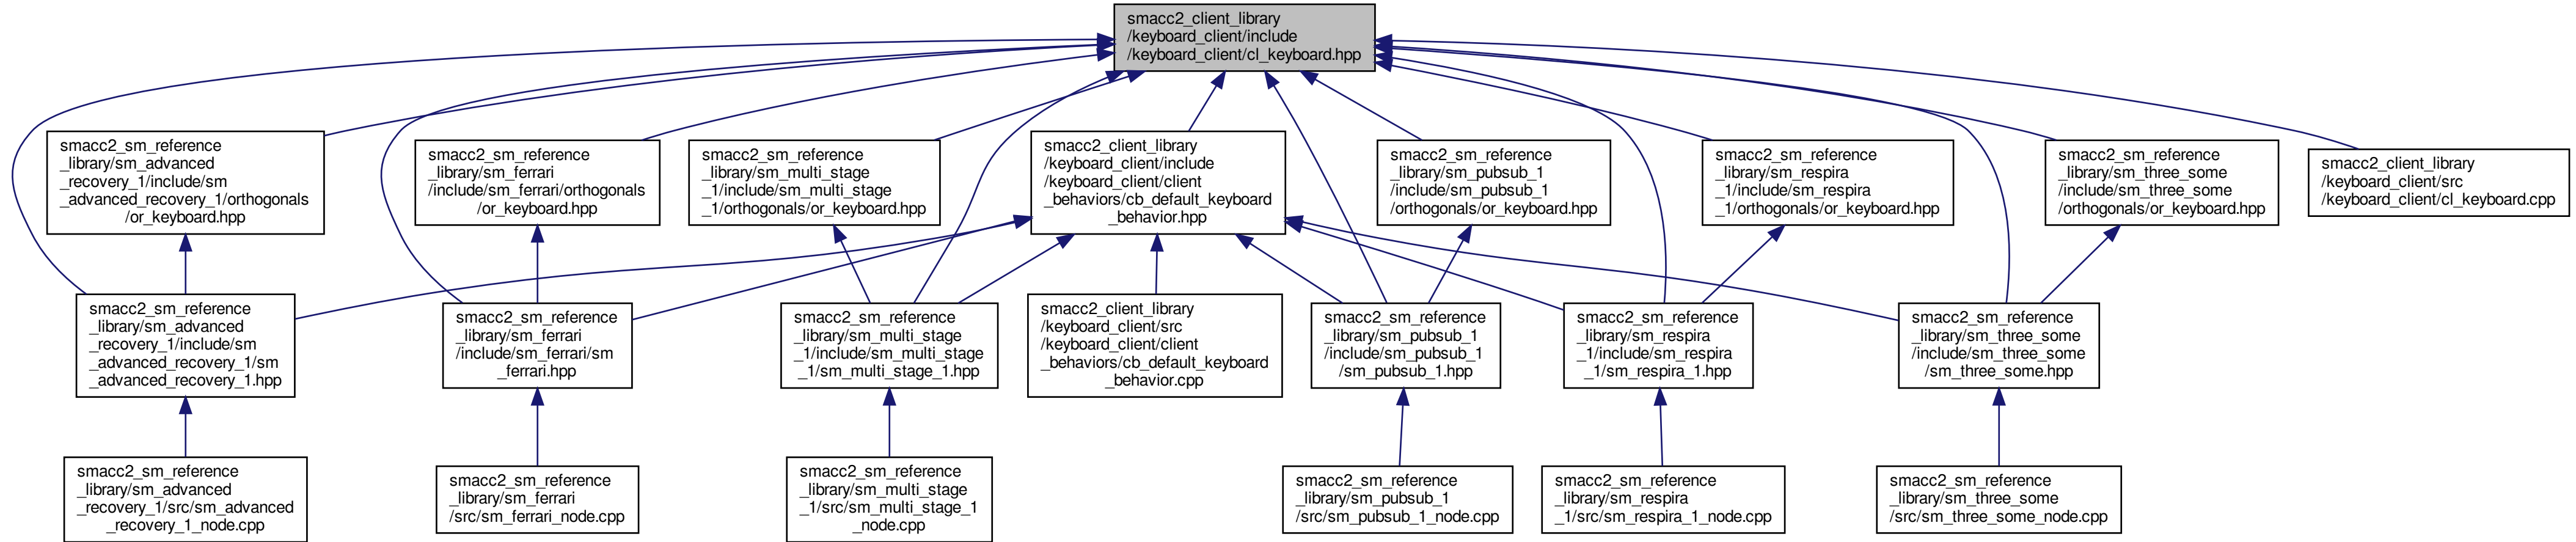 smacc2_client_library
/keyboard_client/include
/keyboard_client/cl_keyboard.hpp
smacc2_sm_reference
_library/sm_advanced
_recovery_1/include/sm
_advanced_recovery_1/orthogonals
/or_keyboard.hpp
smacc2_sm_reference
_library/sm_ferrari
/include/sm_ferrari/orthogonals
/or_keyboard.hpp
smacc2_sm_reference
_library/sm_multi_stage
_1/include/sm_multi_stage
_1/orthogonals/or_keyboard.hpp
smacc2_client_library
/keyboard_client/include
/keyboard_client/client
_behaviors/cb_default_keyboard
_behavior.hpp
smacc2_sm_reference
_library/sm_pubsub_1
/include/sm_pubsub_1
/orthogonals/or_keyboard.hpp
smacc2_sm_reference
_library/sm_respira
_1/include/sm_respira
_1/orthogonals/or_keyboard.hpp
smacc2_sm_reference
_library/sm_three_some
/include/sm_three_some
/orthogonals/or_keyboard.hpp
smacc2_client_library
/keyboard_client/src
/keyboard_client/cl_keyboard.cpp
smacc2_sm_reference
_library/sm_advanced
_recovery_1/include/sm
_advanced_recovery_1/sm
_advanced_recovery_1.hpp
smacc2_sm_reference
_library/sm_ferrari
/include/sm_ferrari/sm
_ferrari.hpp
smacc2_sm_reference
_library/sm_multi_stage
_1/include/sm_multi_stage
_1/sm_multi_stage_1.hpp
smacc2_client_library
/keyboard_client/src
/keyboard_client/client
_behaviors/cb_default_keyboard
_behavior.cpp
smacc2_sm_reference
_library/sm_pubsub_1
/include/sm_pubsub_1
/sm_pubsub_1.hpp
smacc2_sm_reference
_library/sm_respira
_1/include/sm_respira
_1/sm_respira_1.hpp
smacc2_sm_reference
_library/sm_three_some
/include/sm_three_some
/sm_three_some.hpp
smacc2_sm_reference
_library/sm_advanced
_recovery_1/src/sm_advanced
_recovery_1_node.cpp
smacc2_sm_reference
_library/sm_ferrari
/src/sm_ferrari_node.cpp
smacc2_sm_reference
_library/sm_multi_stage
_1/src/sm_multi_stage_1
_node.cpp
smacc2_sm_reference
_library/sm_pubsub_1
/src/sm_pubsub_1_node.cpp
smacc2_sm_reference
_library/sm_respira
_1/src/sm_respira_1_node.cpp
smacc2_sm_reference
_library/sm_three_some
/src/sm_three_some_node.cpp